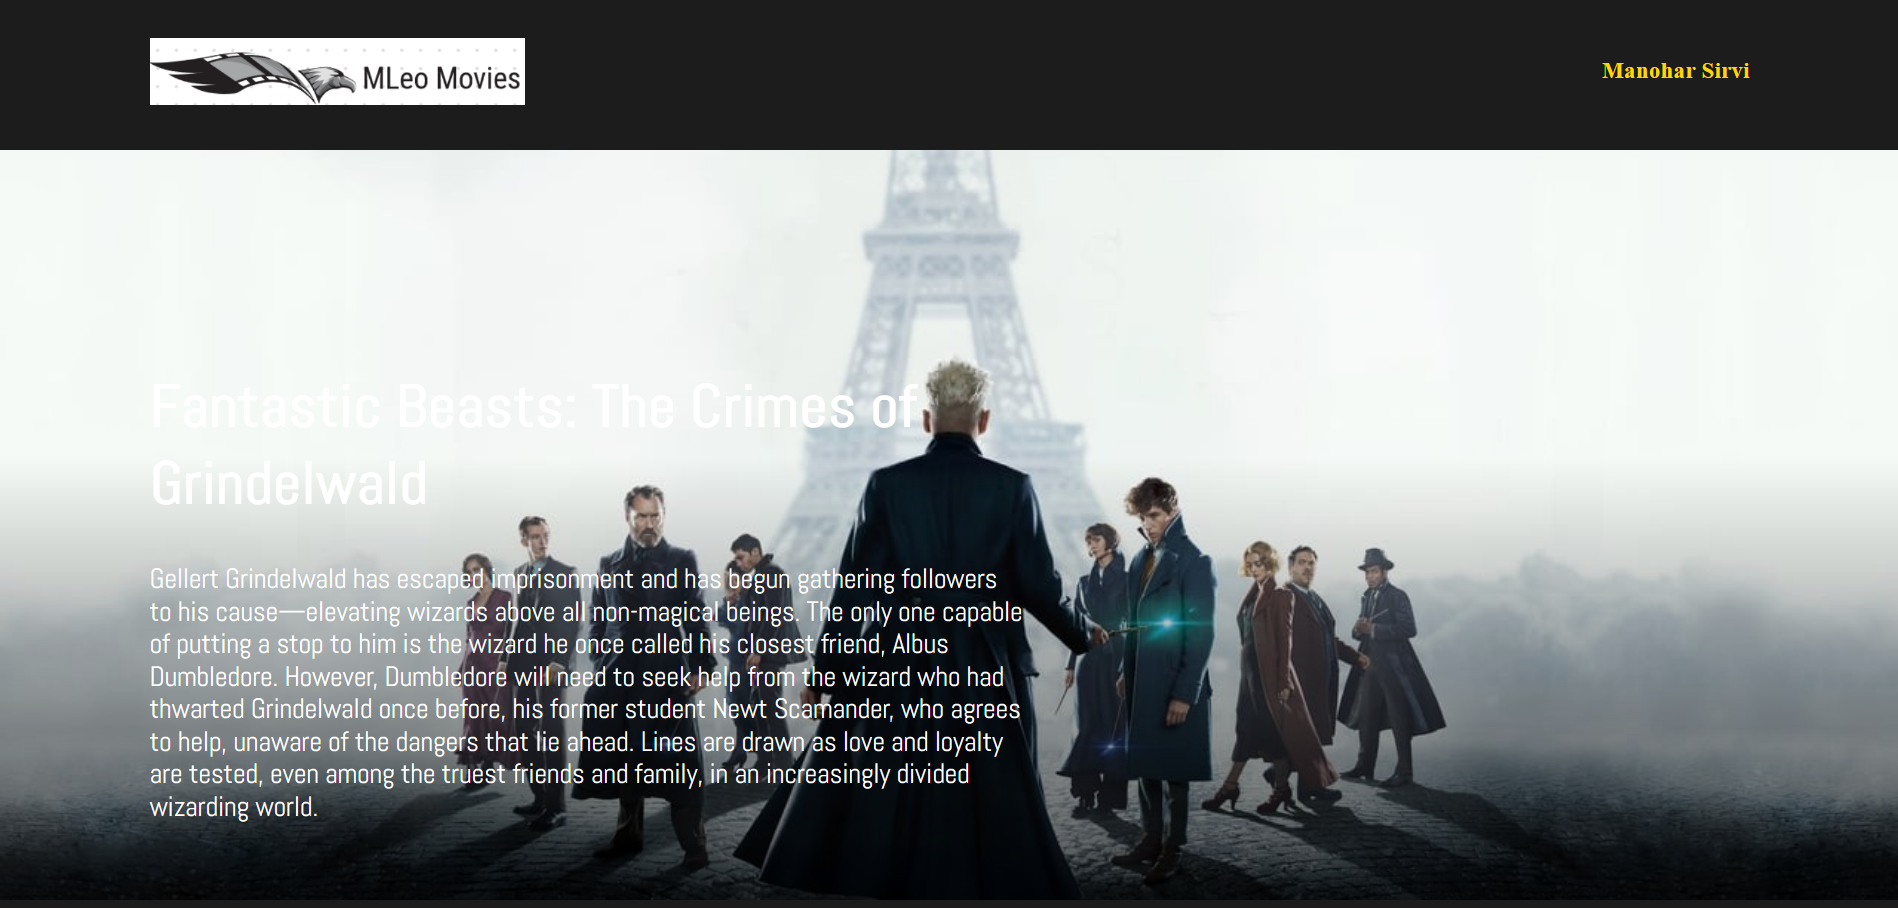 MLeo Movies
Manohar Sirvi
Fantastic Beasts: The Crimes of
Grindelwald
Gellert Grindelwald has escaped imprisonment and has begun gathering followers
to his cause—elevating wizards above all non-magical beings. The only one capable
of putting a stop to him is the wizard he once called his closest friend, Albus
Dumbledore. However, Dumbledore will need to seek help from the wizard who had
thwarted Grindelwald once before, his former student Newt Scamander, who agrees
to help, unaware of the dangers that lie ahead. Lines are drawn as love and loyalty
are tested, even among the truest friends and family, in an increasingly divided
wizarding world.